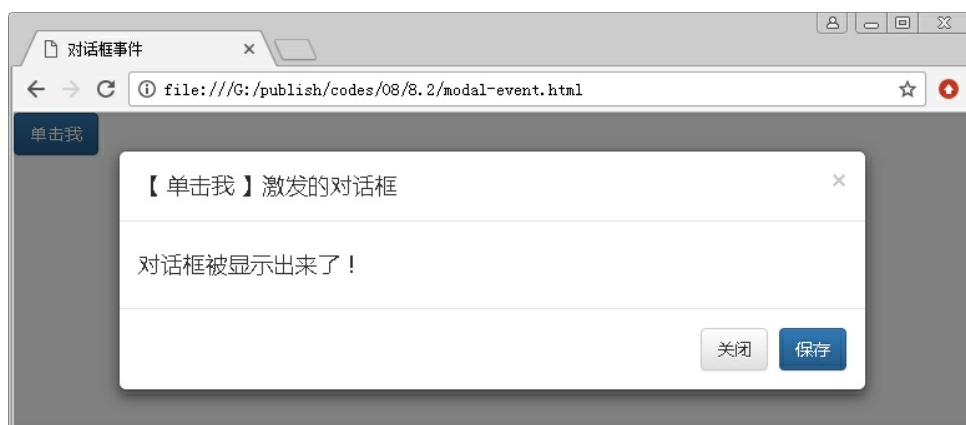 对话框事件
file:///G:/publish/codes/08/8.2/modal-event.html
单击我
【 单击我 】激发的对话框
对话框被显示出来了！
关闭 保存